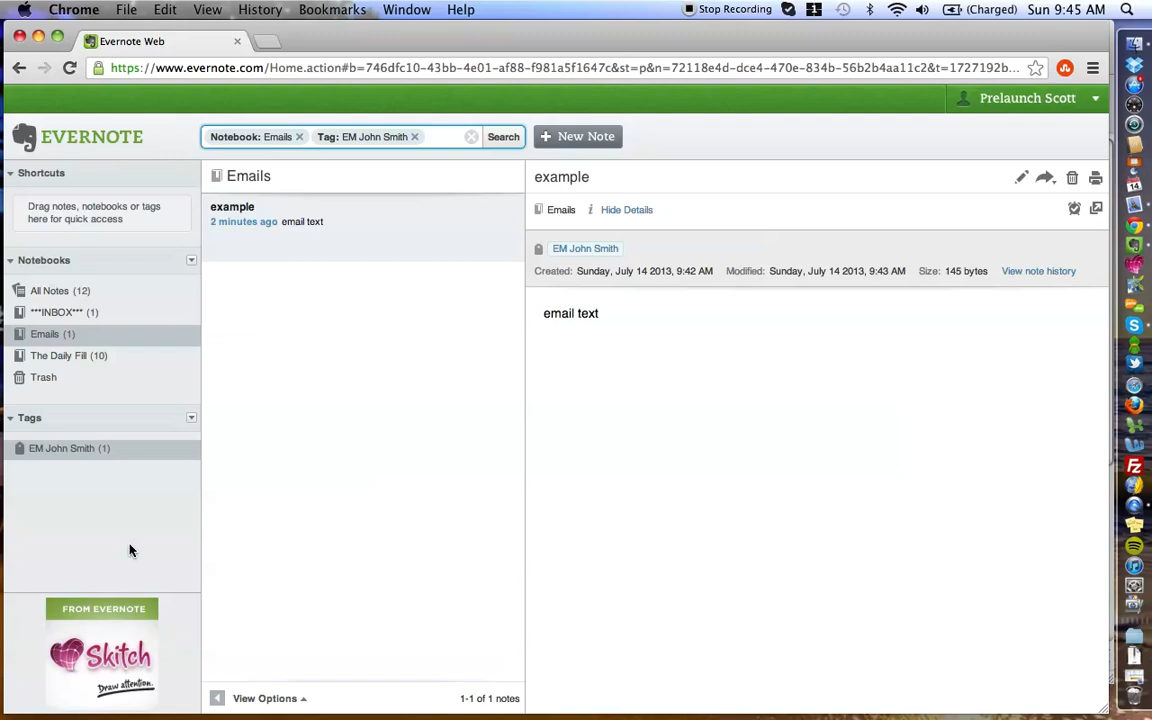 Chrome File Edit View History Bookmarks Window Help Stop Recording 1 (Charged) Sun 9:45 AM
Evernote Web
https://www.evernote.com/Home.action#b=746dfc10-43bb-4e01-af88-f981a5f1647c&st=p&n=72118e4d-dce4-470e-834b-56b2b4aa11c2&t=1727192b...
Prelaunch Scott
EVERNOTE
Notebook: Emails Tag: EM John Smith Search + New Note
Shortcuts
Drag notes, notebooks or tags
here for quick access
Notebooks
All Notes (12)
***INBOX*** (1)
Emails (1)
The Daily Fill (10)
Trash
Tags
EM John Smith (1)
FROM EVERNOTE
Skitch
Draw attention.
Emails
example
2 minutes ago email text
View Options 1-1 of 1 notes
example
Emails i Hide Details
EM John Smith
Created: Sunday, July 14 2013, 9:42 AM Modified: Sunday, July 14 2013, 9:43 AM Size: 145 bytes View note history
email text
14